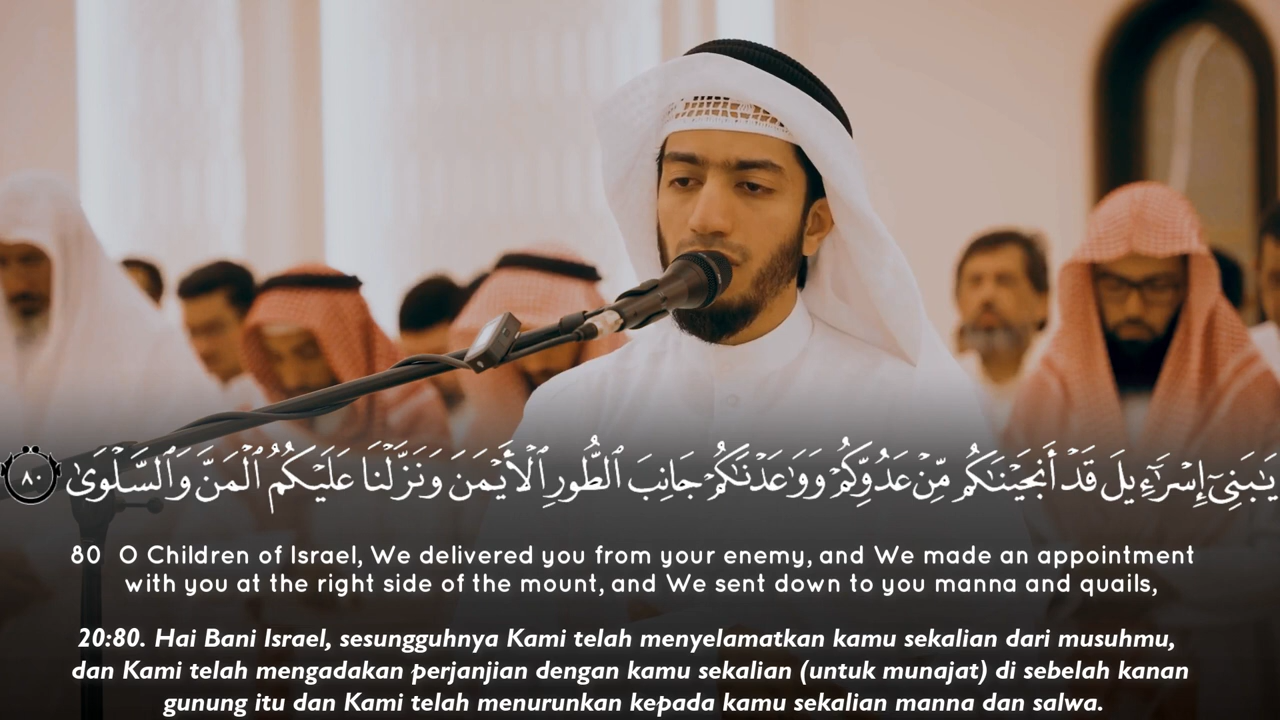 يَٰبَنِىٓ إِسْرَٰٓءِيلَ قَدْ أَنجَيْنَٰكُم مِّنْ عَدُوِّكُمْ وَوَٰعَدْنَٰكُمْ جَانِبَ ٱلطُّورِ ٱلْأَيْمَنَ وَنَزَّلْنَا عَلَيْكُمُ ٱلْمَنَّ وَٱلسَّلْوَىٰ ٨٠
80 O Children of Israel, We delivered you from your enemy, and We made an appointment
with you at the right side of the mount, and We sent down to you manna and quails,
20:80. Hai Bani Israel, sesungguhnya Kami telah menyelamatkan kamu sekalian dari musuhmu,
dan Kami telah mengadakan perjanjian dengan kamu sekalian (untuk munajat) di sebelah kanan
gunung itu dan Kami telah menurunkan kepada kamu sekalian manna dan salwa.